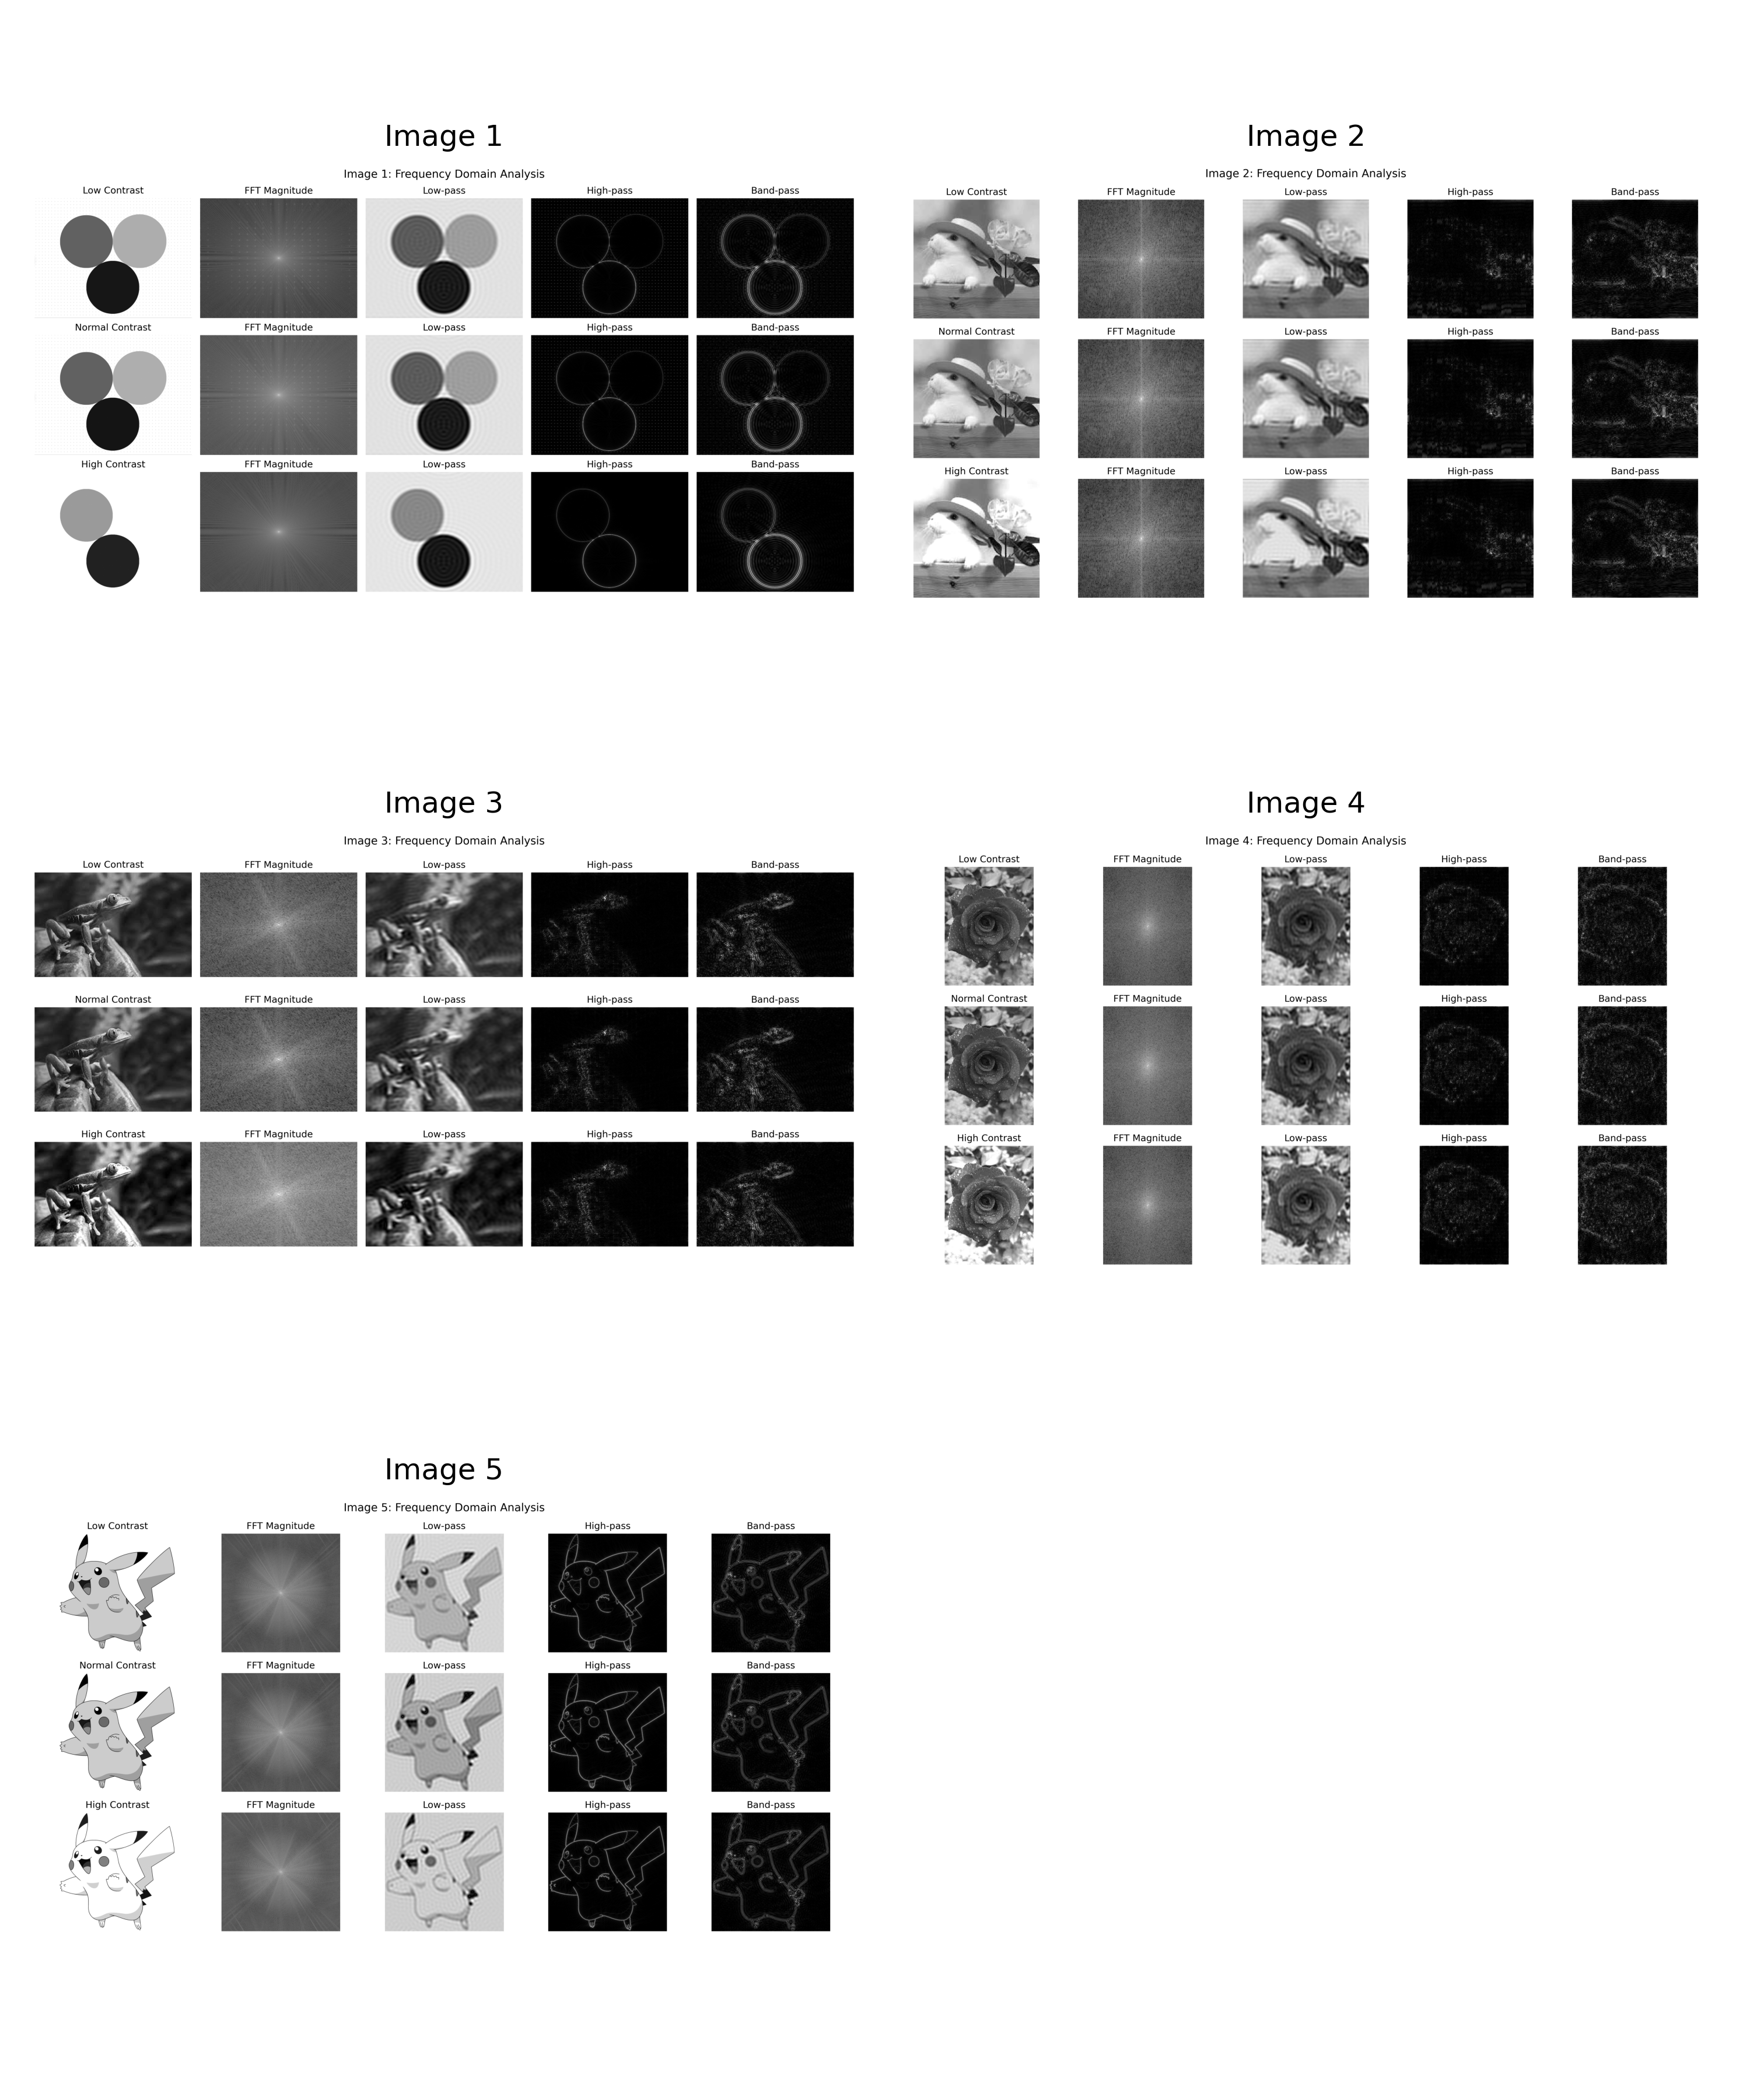 Image 1
Image 1: Frequency Domain Analysis
Low Contrast FFT Magnitude Low-pass High-pass Band-pass
Normal Contrast FFT Magnitude Low-pass High-pass Band-pass
High Contrast FFT Magnitude Low-pass High-pass Band-pass
Image 2
Image 2: Frequency Domain Analysis
Low Contrast FFT Magnitude Low-pass High-pass Band-pass
Normal Contrast FFT Magnitude Low-pass High-pass Band-pass
High Contrast FFT Magnitude Low-pass High-pass Band-pass
Image 3
Image 3: Frequency Domain Analysis
Low Contrast FFT Magnitude Low-pass High-pass Band-pass
Normal Contrast FFT Magnitude Low-pass High-pass Band-pass
High Contrast FFT Magnitude Low-pass High-pass Band-pass
Image 4
Image 4: Frequency Domain Analysis
Low Contrast FFT Magnitude Low-pass High-pass Band-pass
Normal Contrast FFT Magnitude Low-pass High-pass Band-pass
High Contrast FFT Magnitude Low-pass High-pass Band-pass
Image 5
Image 5: Frequency Domain Analysis
Low Contrast FFT Magnitude Low-pass High-pass Band-pass
Normal Contrast FFT Magnitude Low-pass High-pass Band-pass
High Contrast FFT Magnitude Low-pass High-pass Band-pass